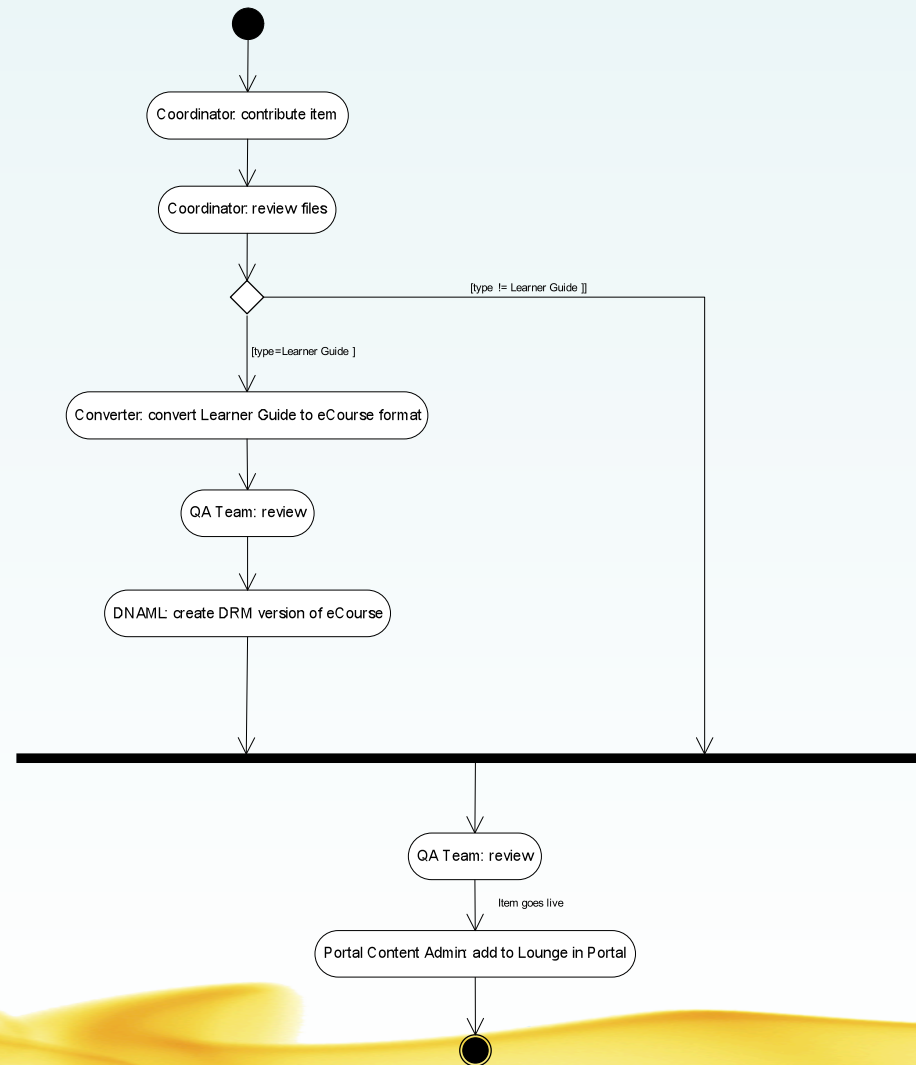 Coordinator: contribute item
Coordinator: review files
[type != Learner Guide ]]
[type=Learner Guide ]
Converter: convert Learner Guide to eCourse format
QA Team: review
DNAML: create DRM version of eCourse
QA Team: review
Item goes live
Portal Content Admin: add to Lounge in Portal